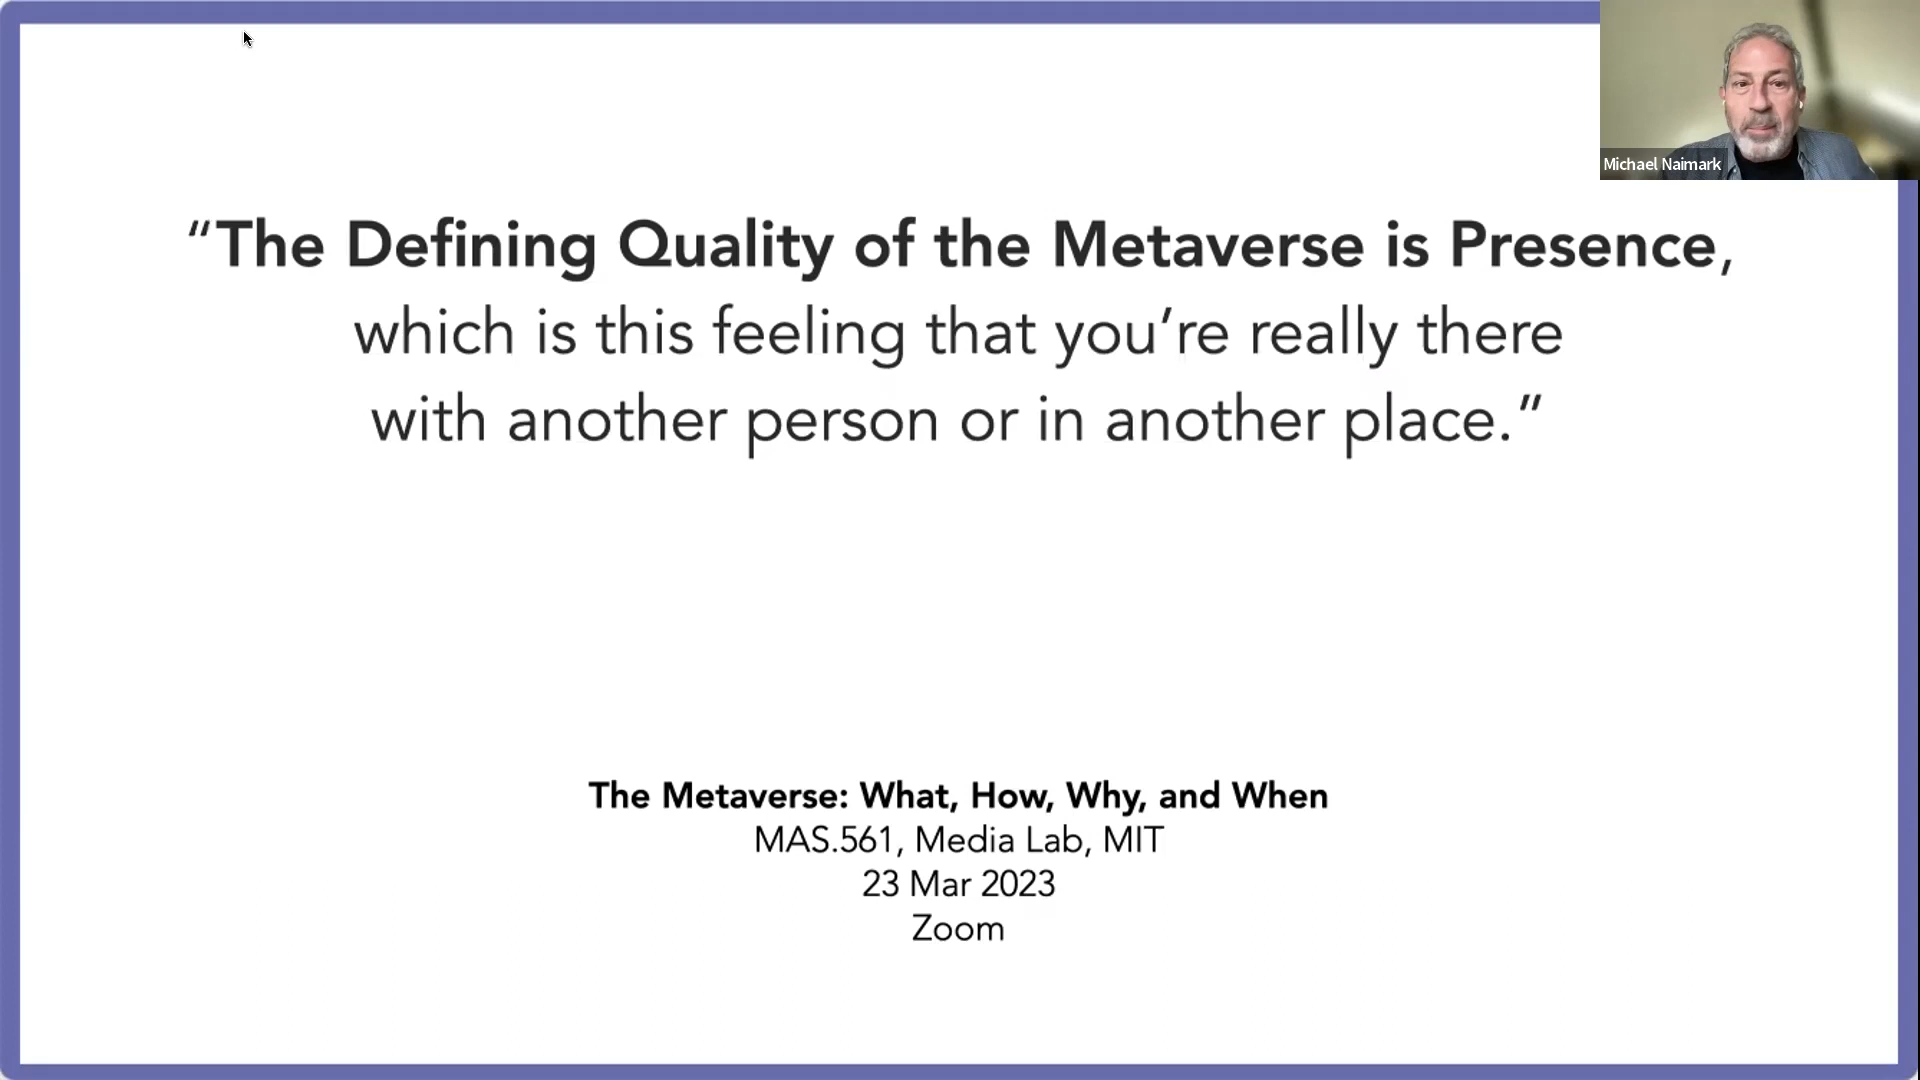 Michael Naimark
“The Defining Quality of the Metaverse is Presence,
which is this feeling that you’re really there
with another person or in another place.”
The Metaverse: What, How, Why, and When
MAS.561, Media Lab, MIT
23 Mar 2023
Zoom